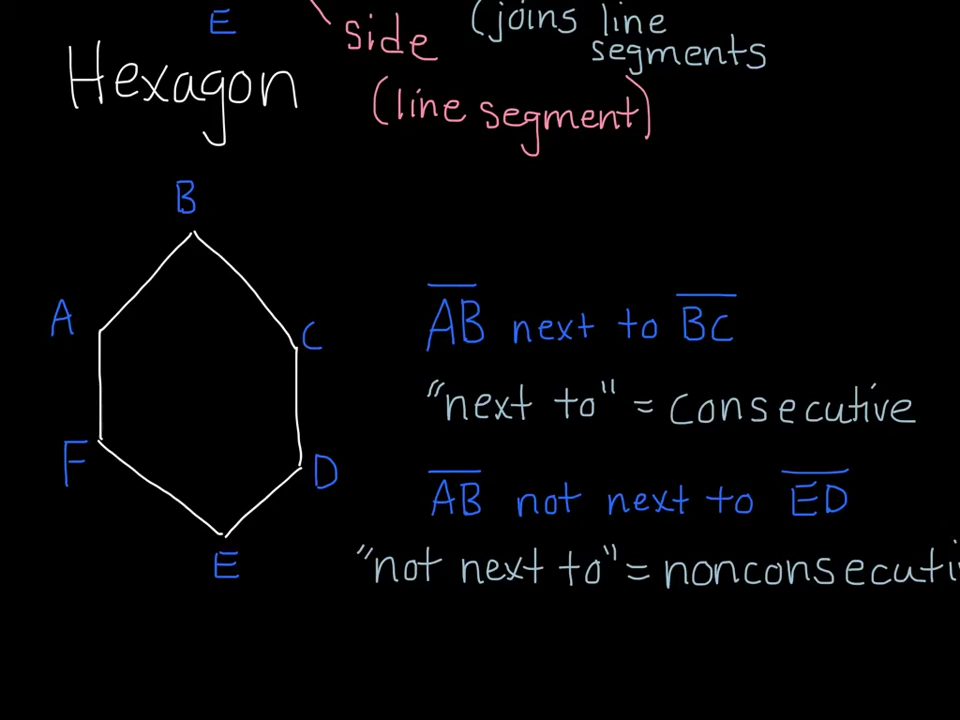 E
side
(joins line
segments
(line segment)
Hexagon
B
A
C
F
D
E
AB next to BC
"next to" = consecutive
AB not next to ED
"not next to" = nonconsecuti